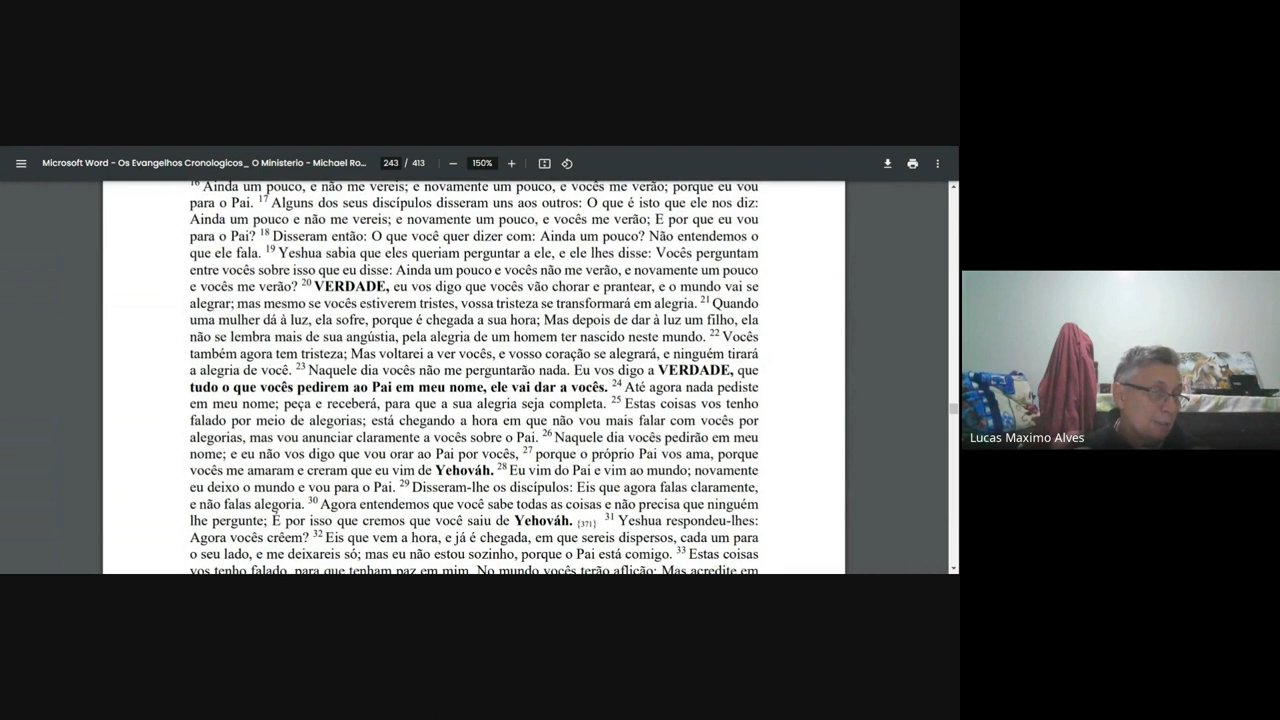 Microsoft Word - Os Evangelhos Cronologicos_ O Ministerio - Michael Ro...
243 / 413
150%
16 Ainda um pouco, e não me vereis; e novamente um pouco, e vocês me verão; porque eu vou
para o Pai. 17 Alguns dos seus discípulos disseram uns aos outros: O que é isto que ele nos diz:
Ainda um pouco e não me vereis; e novamente um pouco, e vocês me verão; E por que eu vou
para o Pai? 18 Disseram então: O que você quer dizer com: Ainda um pouco? Não entendemos o
que ele fala. 19 Yeshua sabia que eles queriam perguntar a ele, e ele lhes disse: Vocês perguntam
entre vocês sobre isso que eu disse: Ainda um pouco e vocês não me verão, e novamente um pouco
e vocês me verão? 20 VERDADE, eu vos digo que vocês vão chorar e prantear, e o mundo vai se
alegrar; mas mesmo se vocês estiverem tristes, vossa tristeza se transformará em alegria. 21 Quando
uma mulher dá à luz, ela sofre, porque é chegada a sua hora; Mas depois de dar à luz um filho, ela
não se lembra mais de sua angústia, pela alegria de um homem ter nascido neste mundo. 22 Vocês
também agora tem tristeza; Mas voltarei a ver vocês, e vosso coração se alegrará, e ninguém tirará
a alegria de você. 23 Naquele dia vocês não me perguntarão nada. Eu vos digo a VERDADE, que
tudo o que vocês pedirem ao Pai em meu nome, ele vai dar a vocês. 24 Até agora nada pediste
em meu nome; peça e receberá, para que a sua alegria seja completa. 25 Estas coisas vos tenho
falado por meio de alegorias; está chegando a hora em que não vou mais falar com vocês por
alegorias, mas vou anunciar claramente a vocês sobre o Pai. 26 Naquele dia vocês pedirão em meu
nome; e eu não vos digo que vou orar ao Pai por vocês, 27 porque o próprio Pai vos ama, porque
vocês me amaram e creram que eu vim de Yehováh. 28 Eu vim do Pai e vim ao mundo; novamente
eu deixo o mundo e vou para o Pai. 29 Disseram-lhe os discípulos: Eis que agora falas claramente,
e não falas alegoria. 30 Agora entendemos que você sabe todas as coisas e não precisa que ninguém
lhe pergunte; É por isso que cremos que você saiu de Yehováh. {371} 31 Yeshua respondeu-lhes:
Agora vocês crêem? 32 Eis que vem a hora, e já é chegada, em que sereis dispersos, cada um para
o seu lado, e me deixareis só; mas eu não estou sozinho, porque o Pai está comigo. 33 Estas coisas
vos tenho falado, para que tenham paz em mim. No mundo vocês terão aflição; Mas acredite em
Lucas Maximo Alves